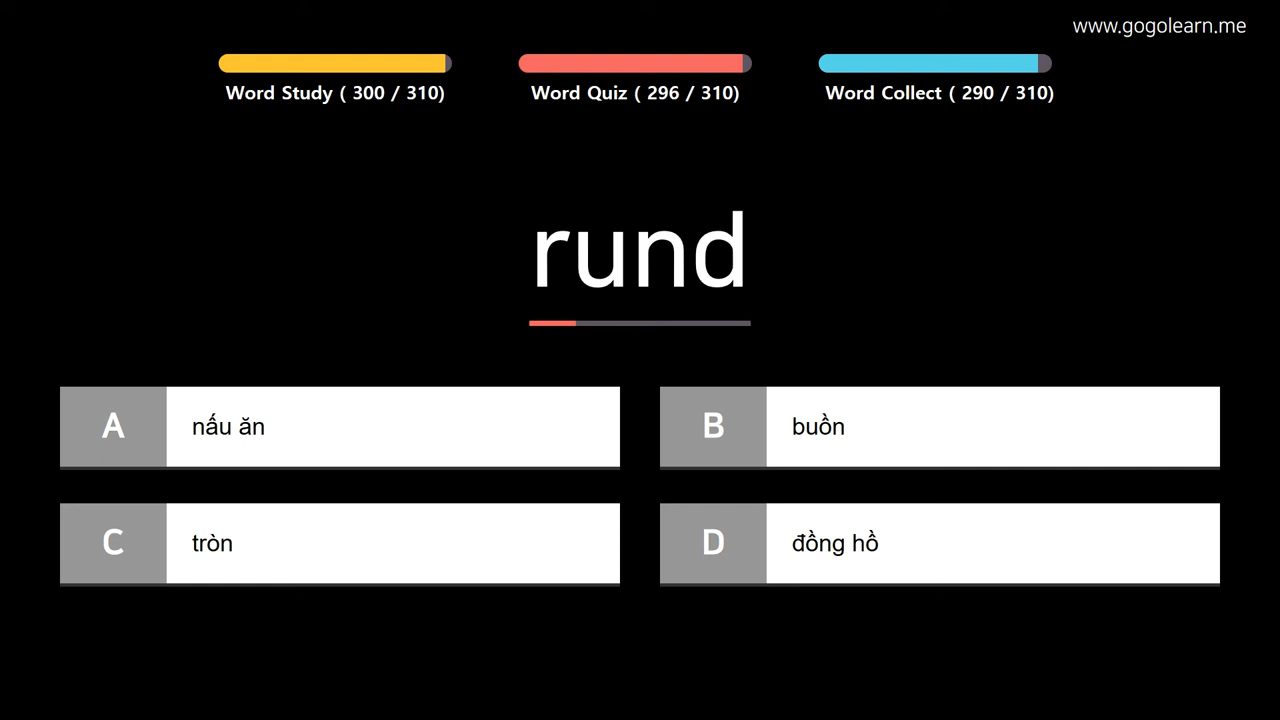 www.gogolearn.me
Word Study ( 300 / 310)
Word Quiz ( 296 / 310)
Word Collect ( 290 / 310)
rund
A
nấu ăn
B
buồn
C
tròn
D
đồng hồ